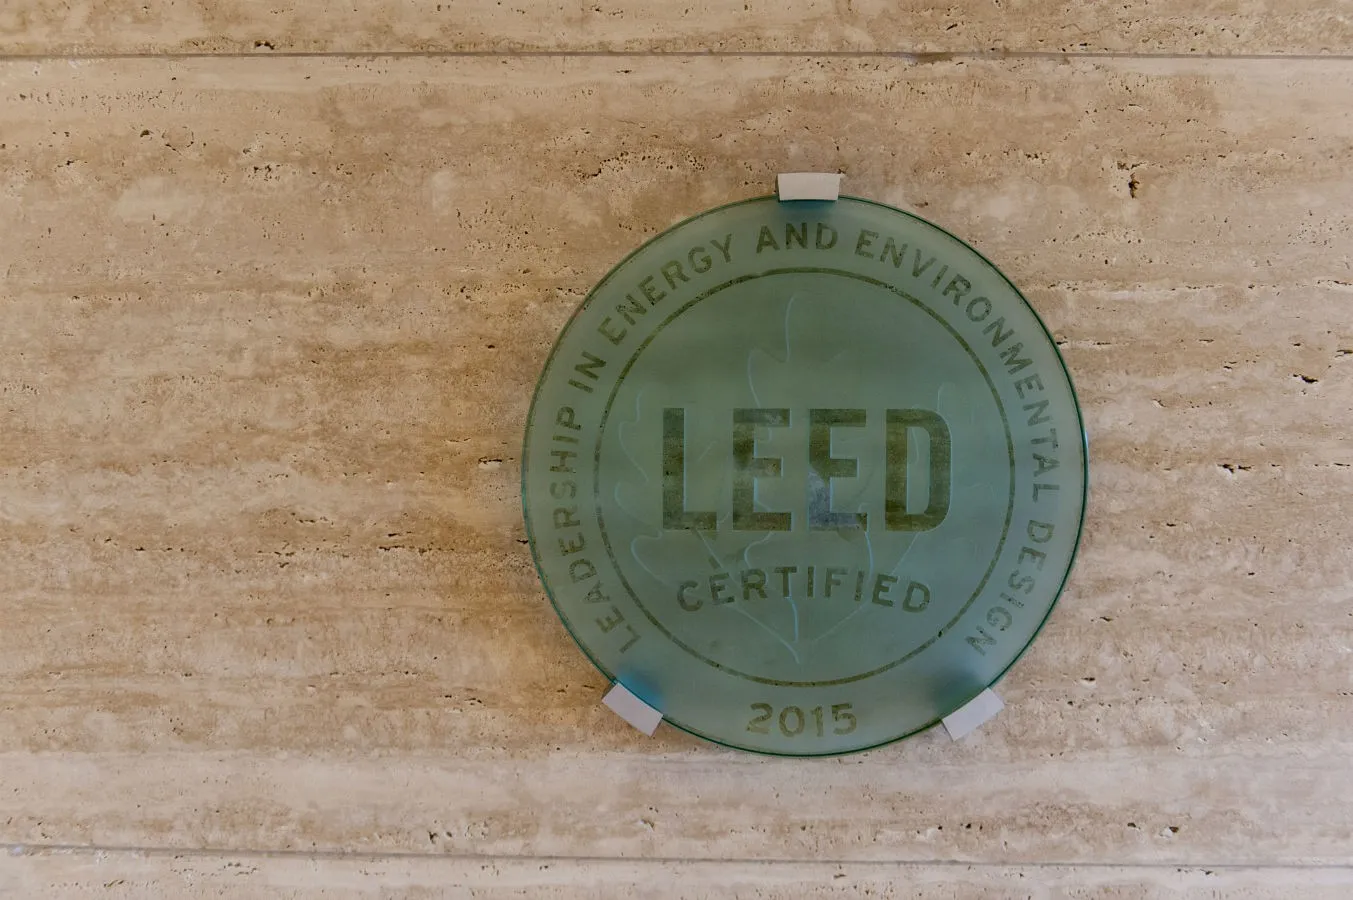 LEADERSHIP IN ENERGY AND ENVIRONMENTAL DESIGN
LEED
CERTIFIED
2015